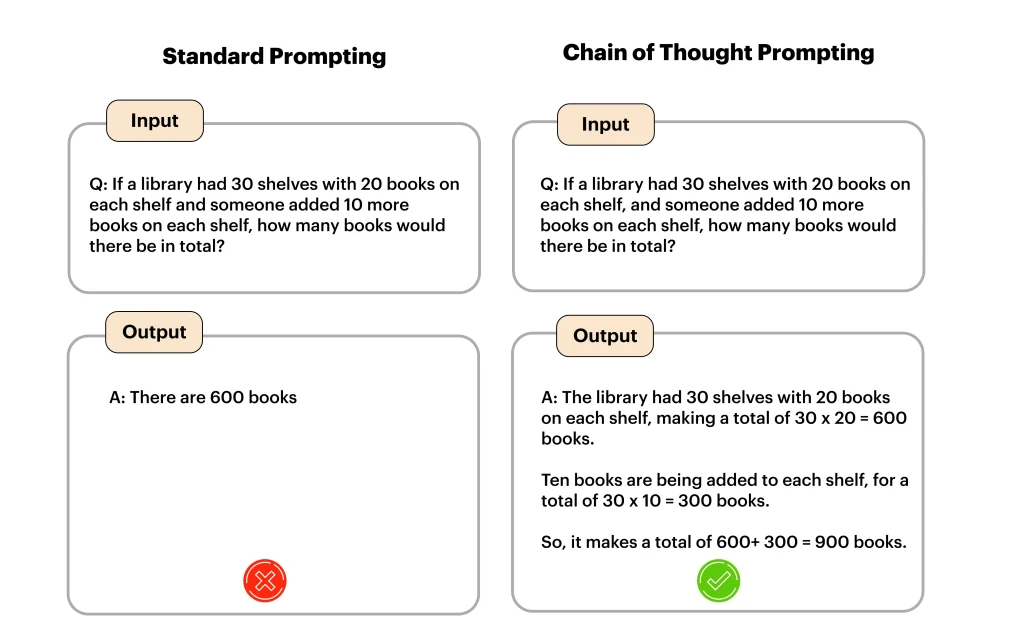 Standard Prompting
Input
Q: If a library had 30 shelves with 20 books on
each shelf and someone added 10 more
books on each shelf, how many books would
there be in total?
Output
A: There are 600 books
Chain of Thought Prompting
Input
Q: If a library had 30 shelves with 20 books on
each shelf, and someone added 10 more
books on each shelf, how many books would
there be in total?
Output
A: The library had 30 shelves with 20 books
on each shelf, making a total of 30 x 20 = 600
books.
Ten books are being added to each shelf, for a
total of 30 x 10 = 300 books.
So, it makes a total of 600+ 300 = 900 books.